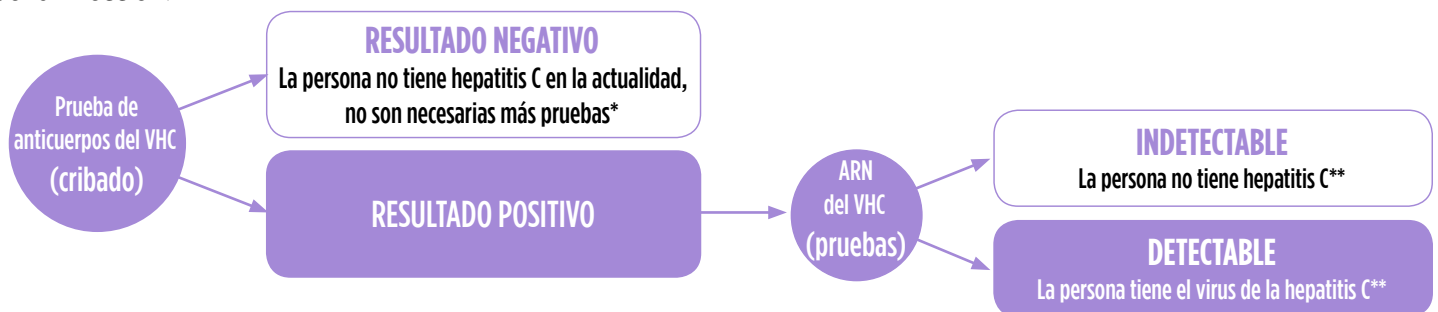 Prueba de
anticuerpos del VHC
(cribado)
RESULTADO NEGATIVO
La persona no tiene hepatitis C en la actualidad,
no son necesarias más pruebas*
RESULTADO POSITIVO
ARN
del VHC
(pruebas)
INDETECTABLE
La persona no tiene hepatitis C**
DETECTABLE
La persona tiene el virus de la hepatitis C**